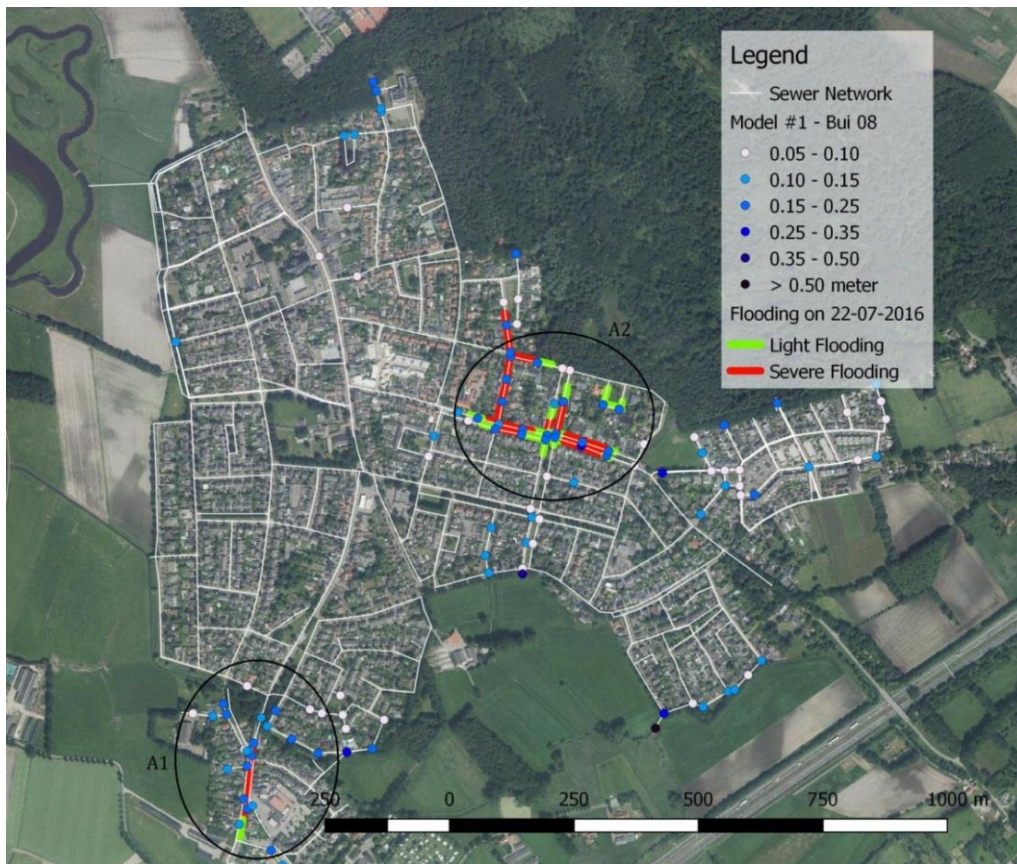 Legend
Sewer Network
Model #1 - Bui 08
0.05 - 0.10
0.10 - 0.15
0.15 - 0.25
0.25 - 0.35
0.35 - 0.50
> 0.50 meter
Flooding on 22-07-2016
Light Flooding
Severe Flooding
A2
A1
250 0 250 500 750 1000 m